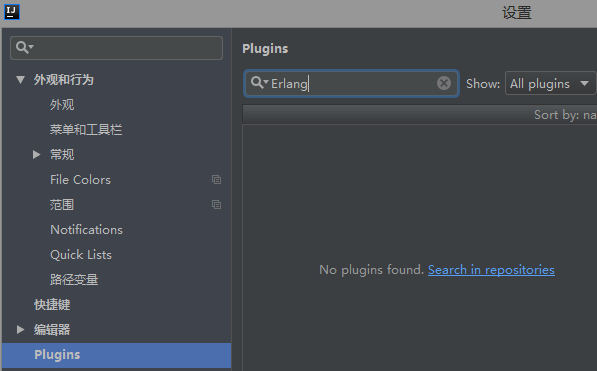 IJ
设置
外观和行为
外观
菜单和工具栏
常规
File Colors
范围
Notifications
Quick Lists
路径变量
快捷键
编辑器
Plugins
Plugins
Erlang
Show: All plugins
Sort by: na
No plugins found. Search in repositories